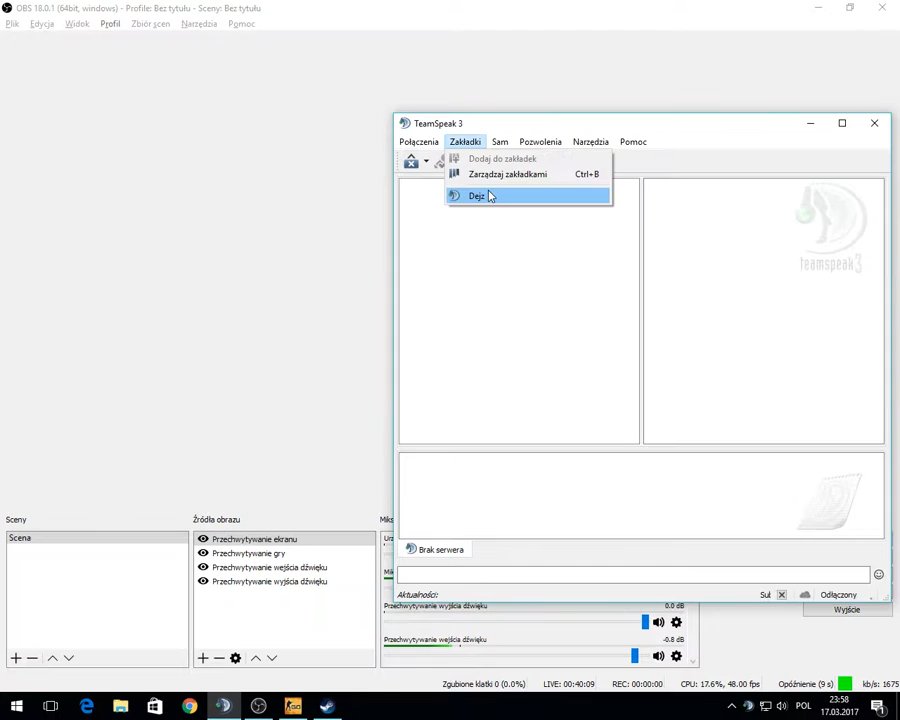 OBS 18.0.1 (64bit, windows) - Profile: Bez tytułu - Sceny: Bez tytułu
Plik Edycja Widok Profil Zbiór scen Narzędzia Pomoc
TeamSpeak 3
Połączenia Zakładki Sam Pozwolenia Narzędzia Pomoc
Dodaj do zakładek
Zarządzaj zakładkami Ctrl+B
Dejz
teamspeak3
Sceny
Scena
Źródła obrazu
Przechwytywanie ekranu
Przechwytywanie gry
Przechwytywanie wejścia dźwięku
Przechwytywanie wyjścia dźwięku
Brak serwera
Aktualności: Odłączony
Przechwytywanie wyjścia dźwięku 0.0 dB
Przechwytywanie wejścia dźwięku -0.8 dB
Wyjście
Zgubione klatki 0 (0.0%) LIVE: 00:40:09 REC: 00:00:00 CPU: 17.6%, 48.00 fps Opóźnienie (9 s) kb/s: 1675
POL
23:58
17.03.2017